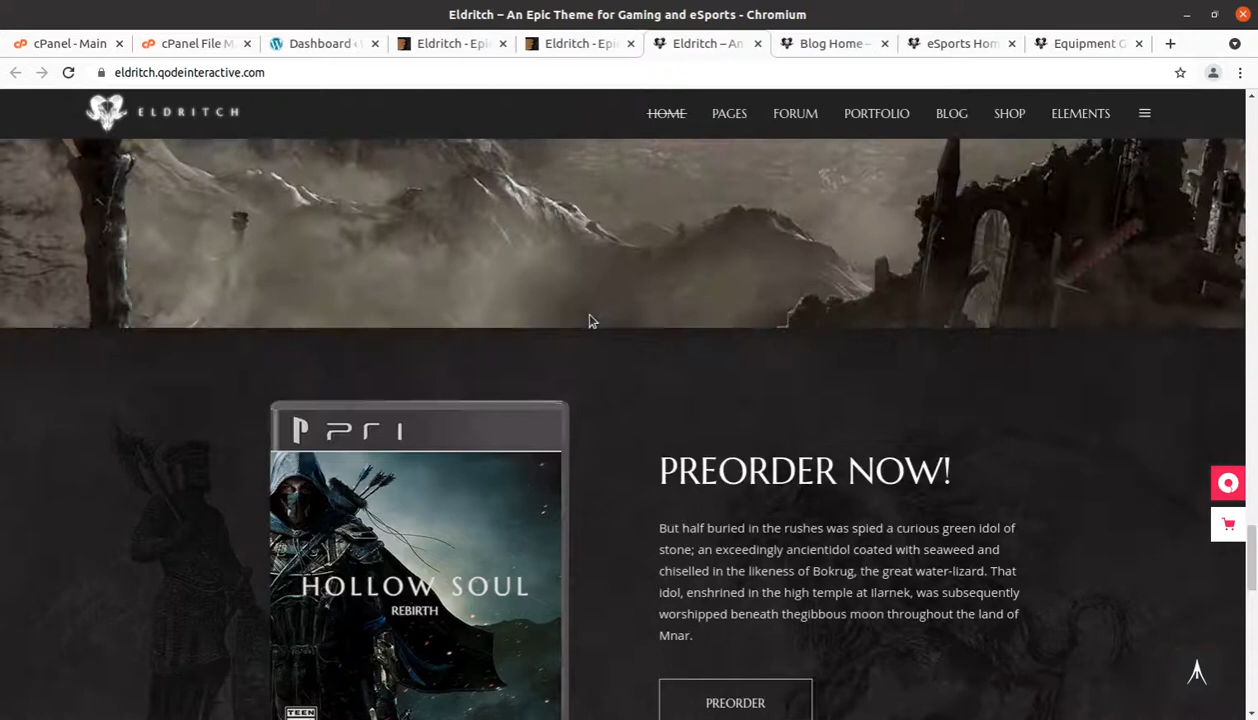 Eldritch – An Epic Theme for Gaming and eSports - Chromium
cPanel - Main
cPanel File M
Dashboard ‹
Eldritch - Epi
Eldritch - Epi
Eldritch – An
Blog Home –
eSports Hom
Equipment G
eldritch.qodeinteractive.com
ELDRITCH
HOME
PAGES
FORUM
PORTFOLIO
BLOG
SHOP
ELEMENTS
PREORDER NOW!
But half buried in the rushes was spied a curious green idol of
stone; an exceedingly ancientidol coated with seaweed and
chiselled in the likeness of Bokrug, the great water-lizard. That
idol, enshrined in the high temple at Ilarnek, was subsequently
worshipped beneath thegibbous moon throughout the land of
Mnar.
PREORDER
HOLLOW SOUL
REBIRTH
TEEN